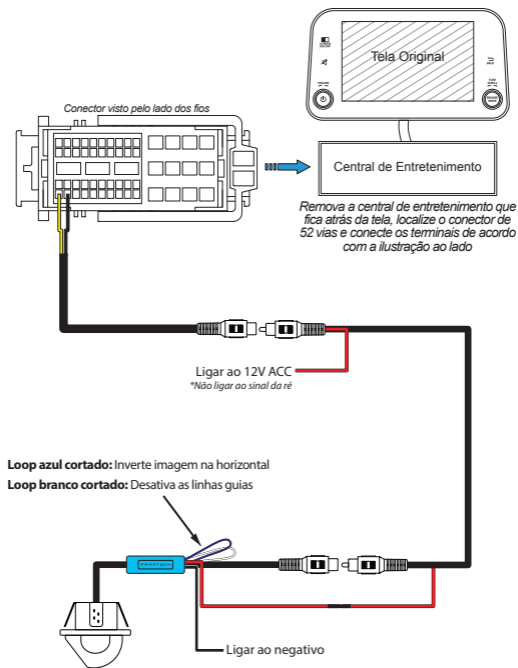 Tela Original
Conector visto pelo lado dos fios
Central de Entretenimento
Remova a central de entretenimento que
fica atrás da tela, localize o conector de
52 vias e conecte os terminais de acordo
com a ilustração ao lado
Ligar ao 12V ACC
*Não ligar ao sinal da ré
Loop azul cortado: Inverte imagem na horizontal
Loop branco cortado: Desativa as linhas guias
Ligar ao negativo